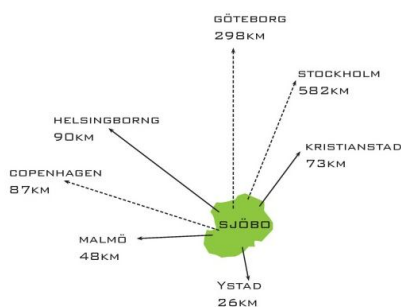 GÖTEBORG
298KM
STOCKHOLM
582KM
HELSINGBORNG
90KM
KRISTIANSTAD
73KM
COPENHAGEN
87KM
SJÖBO
MALMÖ
48KM
YSTAD
26KM